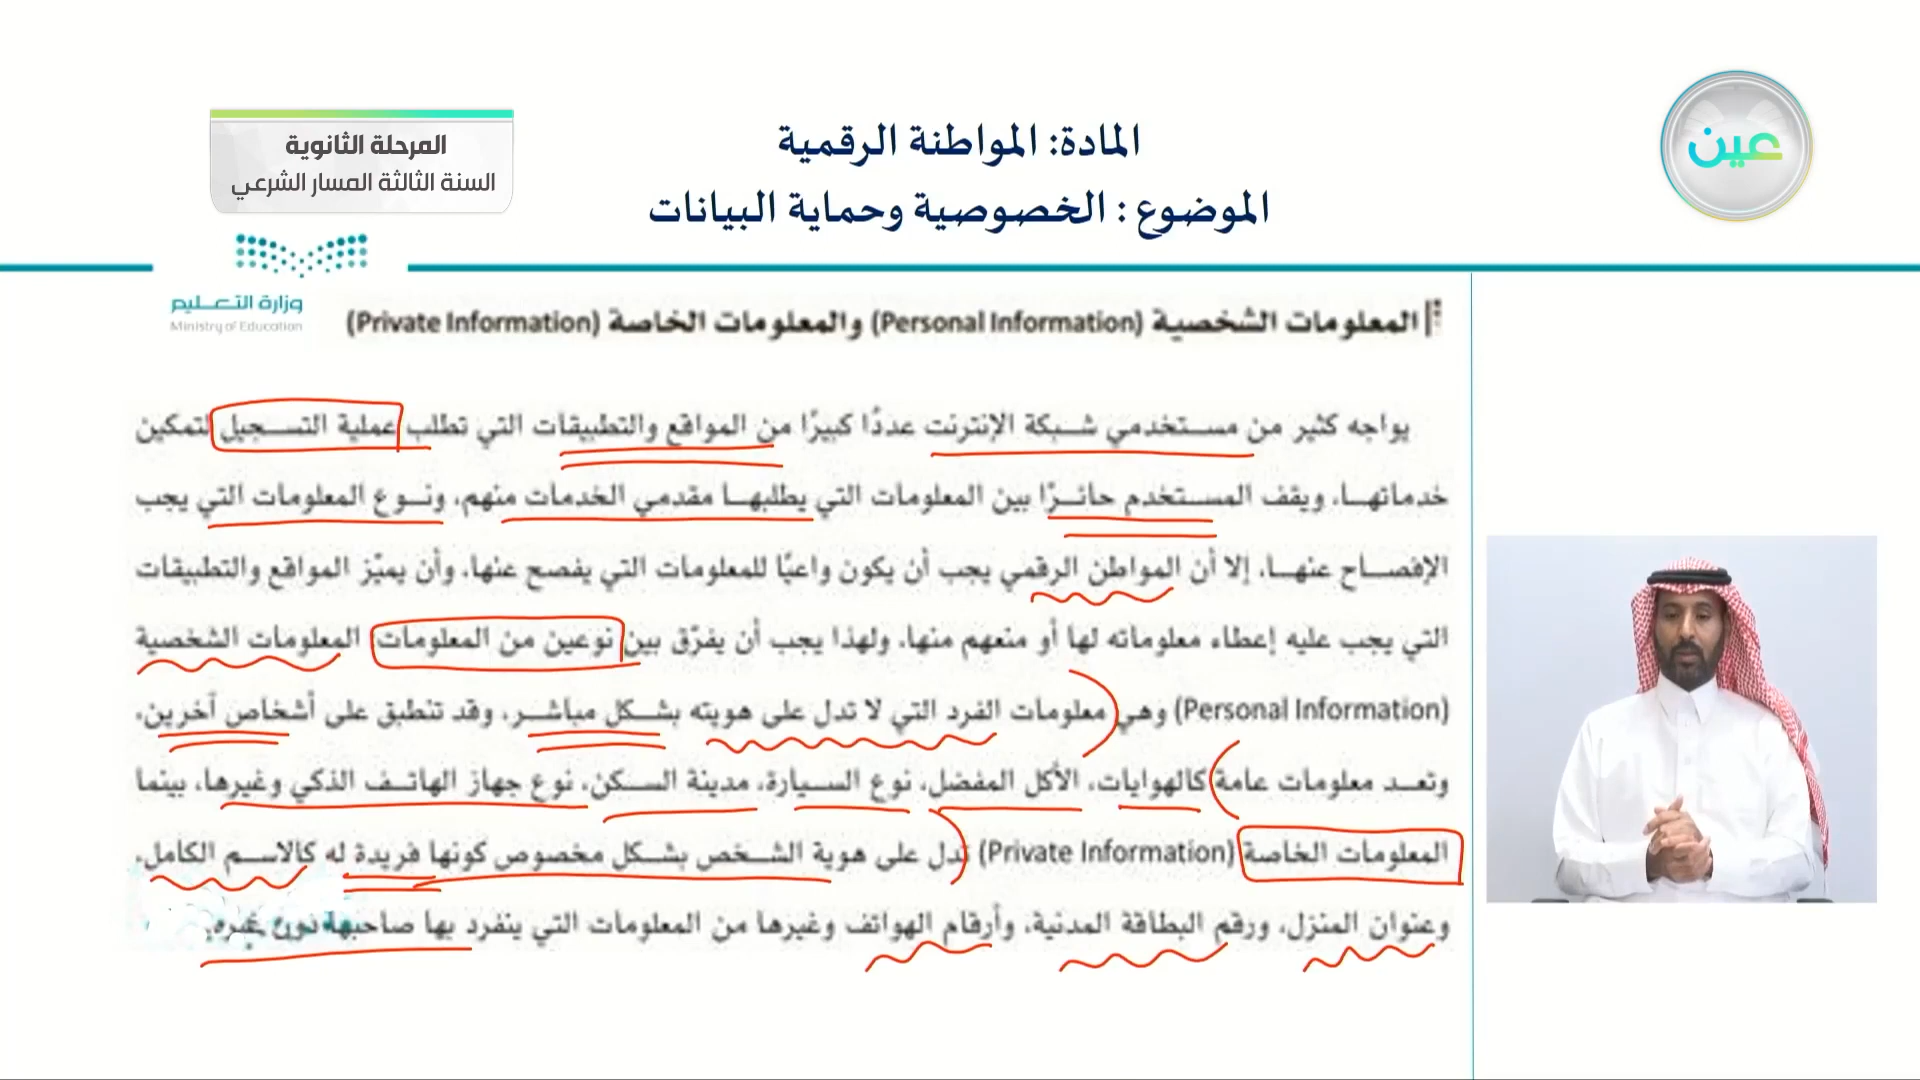 المادة: المواطنة الرقمية
الموضوع : الخصوصية وحماية البيانات
عين
المرحلة الثانوية
السنة الثالثة المسار الشرعي
وزارة التعليم
Ministry of Education
المعلومات الشخصية (Personal Information) والمعلومات الخاصة (Private Information)
يواجه كثير من مستخدمي شبكة الإنترنت عددًا كبيرًا من المواقع والتطبيقات التي تطلب عملية التسجيل لتمكين
خدماتها، ويقف المستخدم حائرًا بين المعلومات التي يطلبها مقدمي الخدمات منهم، ونوع المعلومات التي يجب
الإفصاح عنها، إلا أن المواطن الرقمي يجب أن يكون واعيًا للمعلومات التي يفصح عنها، وأن يميّز المواقع والتطبيقات
التي يجب عليه إعطاء معلوماته لها أو منعهم منها، ولهذا يجب أن يفرّق بين نوعين من المعلومات المعلومات الشخصية
(Personal Information) وهي معلومات الفرد التي لا تدل على هويته بشكل مباشر، وقد تنطبق على أشخاص آخرين،
وتعد معلومات عامة كالهوايات، الأكل المفضل، نوع السيارة، مدينة السكن، نوع جهاز الهاتف الذكي وغيرها، بينما
المعلومات الخاصة (Private Information) تدل على هوية الشخص بشكل مخصوص كونها فريدة له كالاسم الكامل،
وعنوان المنزل، ورقم البطاقة المدنية، وأرقام الهواتف وغيرها من المعلومات التي ينفرد بها صاحبها دون غيره.